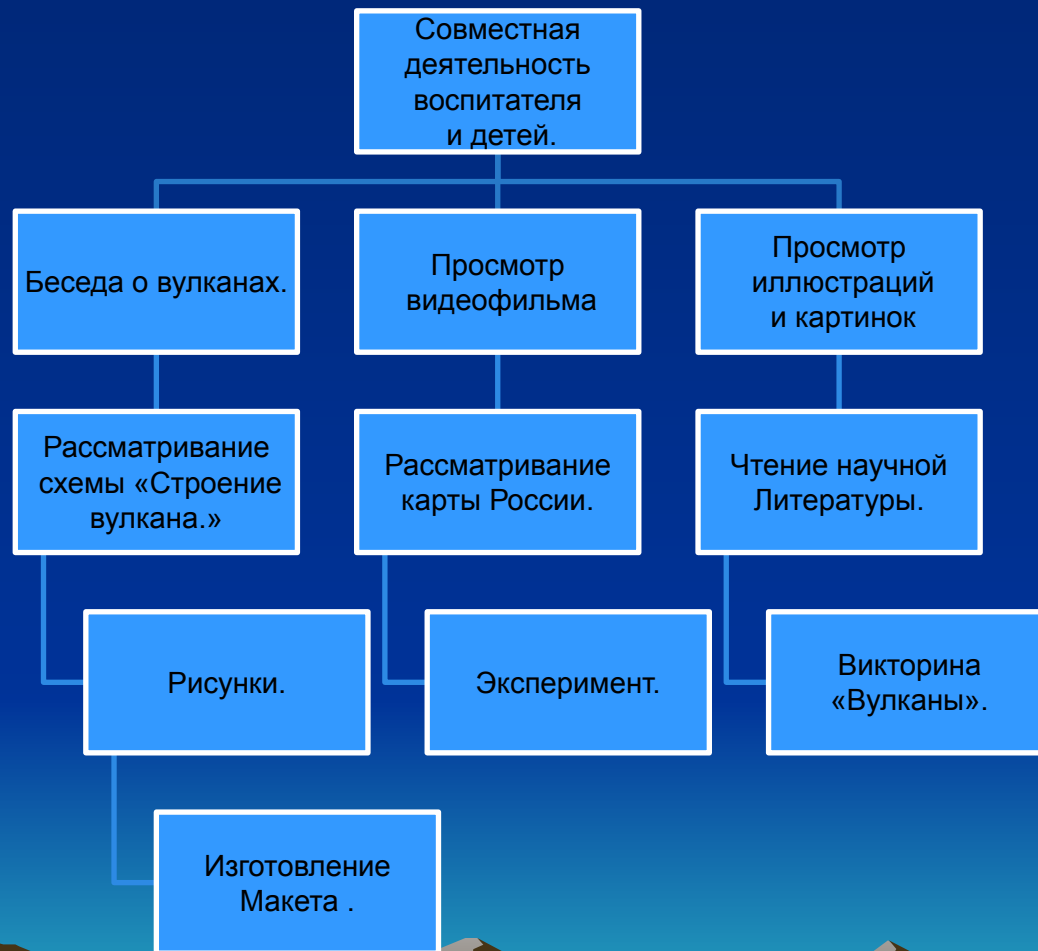 Совместная
деятельность
воспитателя
и детей.
Беседа о вулканах.
Просмотр
видеофильма
Просмотр
иллюстраций
и картинок
Рассматривание
схемы «Строение
вулкана.»
Рассматривание
карты России.
Чтение научной
Литературы.
Рисунки.
Эксперимент.
Викторина
«Вулканы».
Изготовление
Макета .